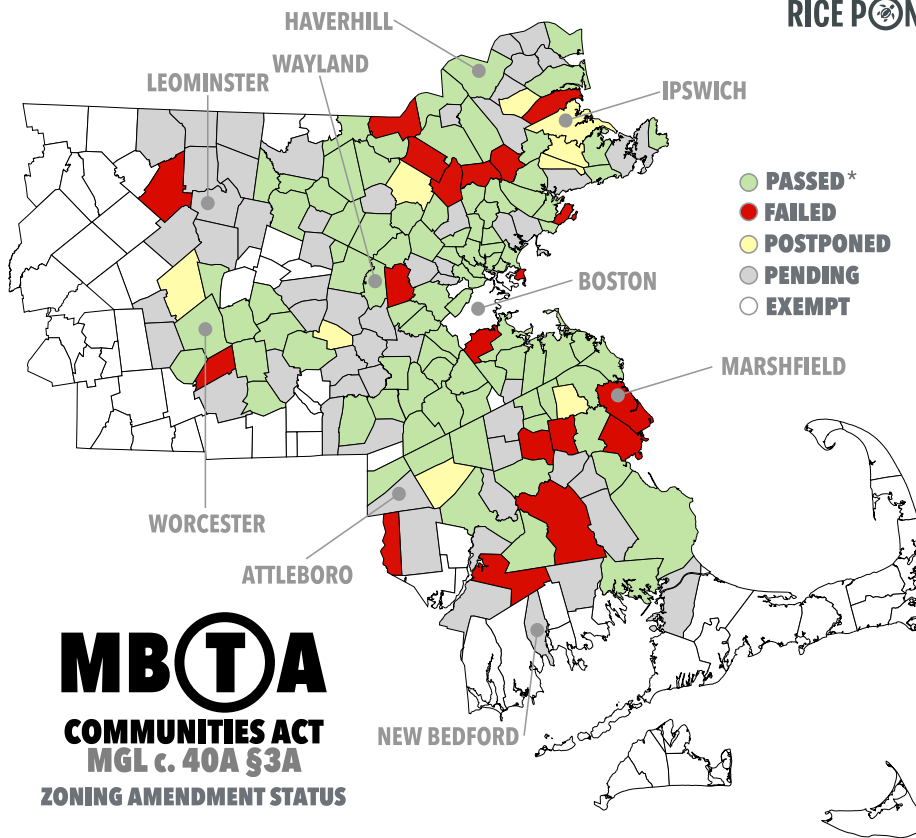 RICE P
HAVERHILL
WAYLAND
LEOMINSTER
IPSWICH
PASSED*
FAILED
POSTPONED
PENDING
EXEMPT
BOSTON
MARSHFIELD
WORCESTER
ATTLEBORO
NEW BEDFORD
MBTA
COMMUNITIES ACT
MGL c. 40A §3A
ZONING AMENDMENT STATUS